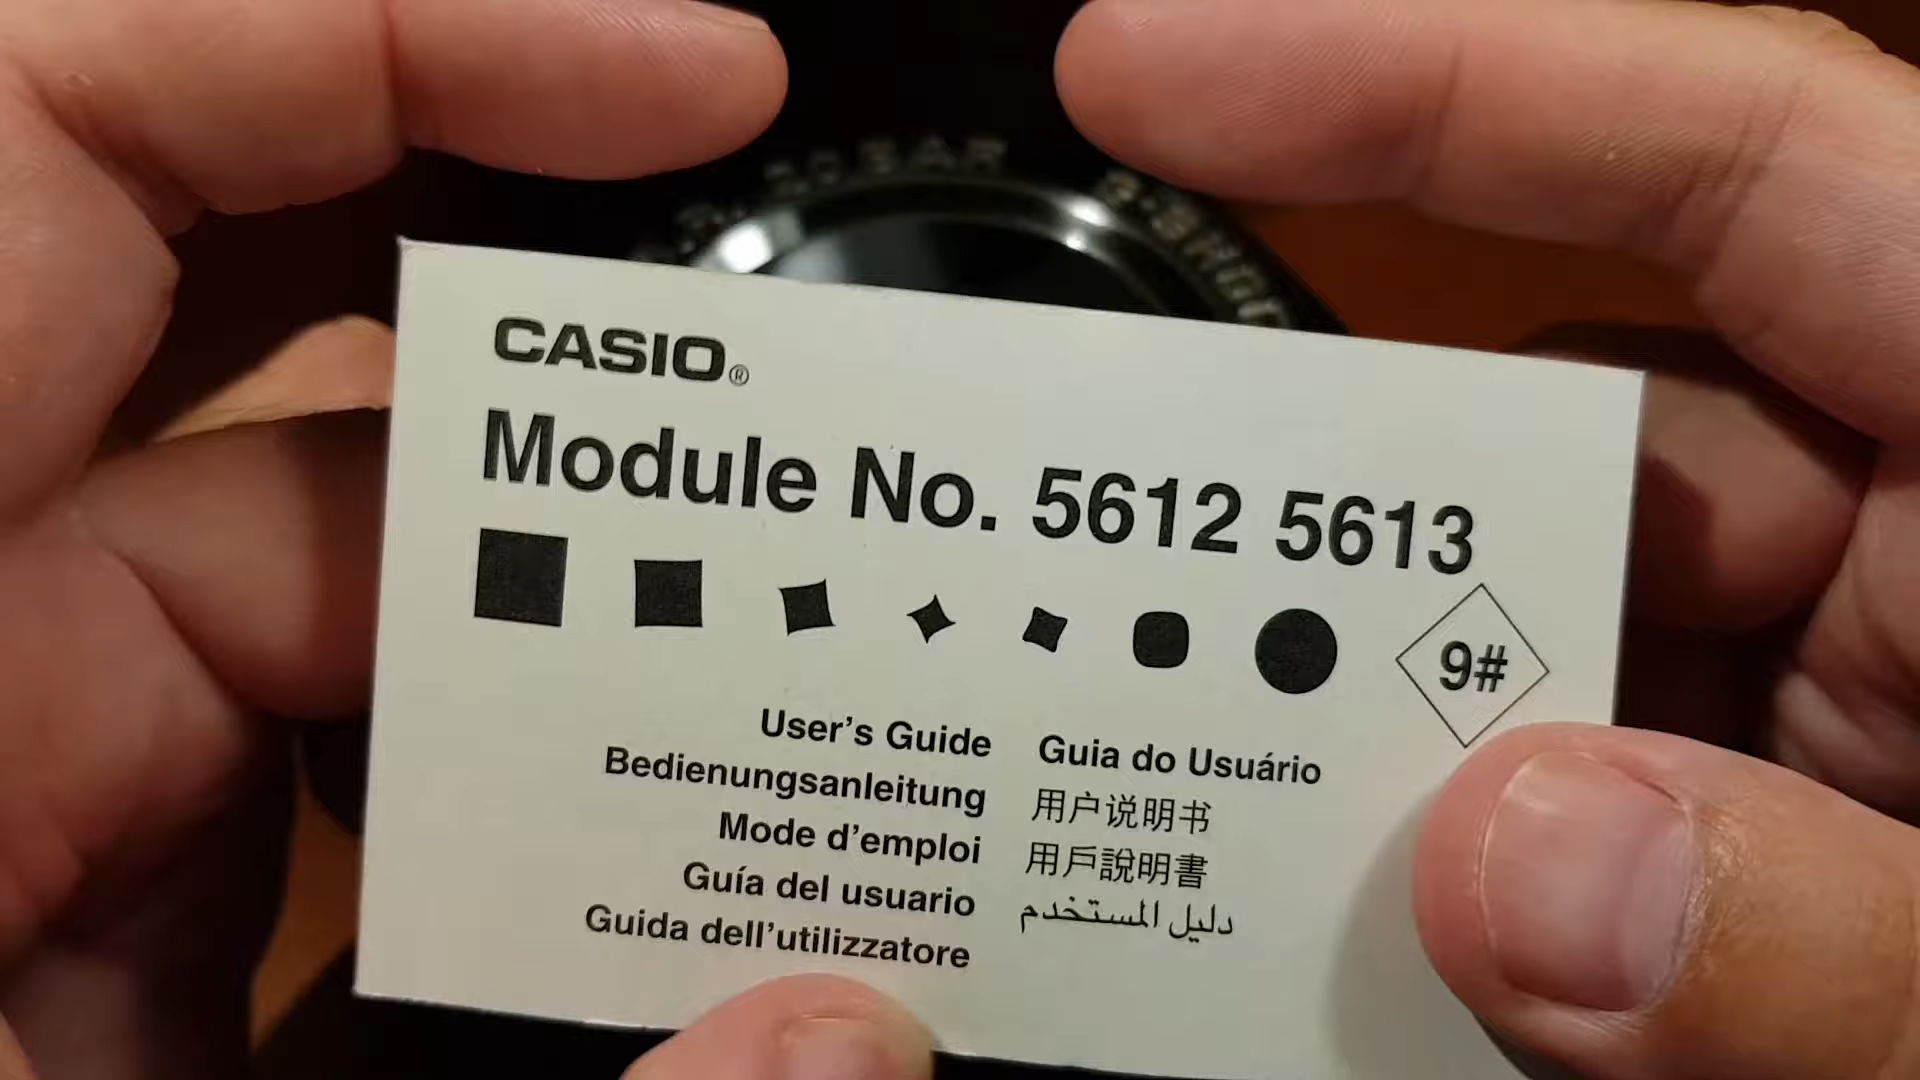 CASIO®
Module No. 5612 5613
9#
User's Guide
Bedienungsanleitung
Mode d'emploi
Guía del usuario
Guida dell'utilizzatore
Guia do Usuário
用户说明书
用戶說明書
دليل المستخدم